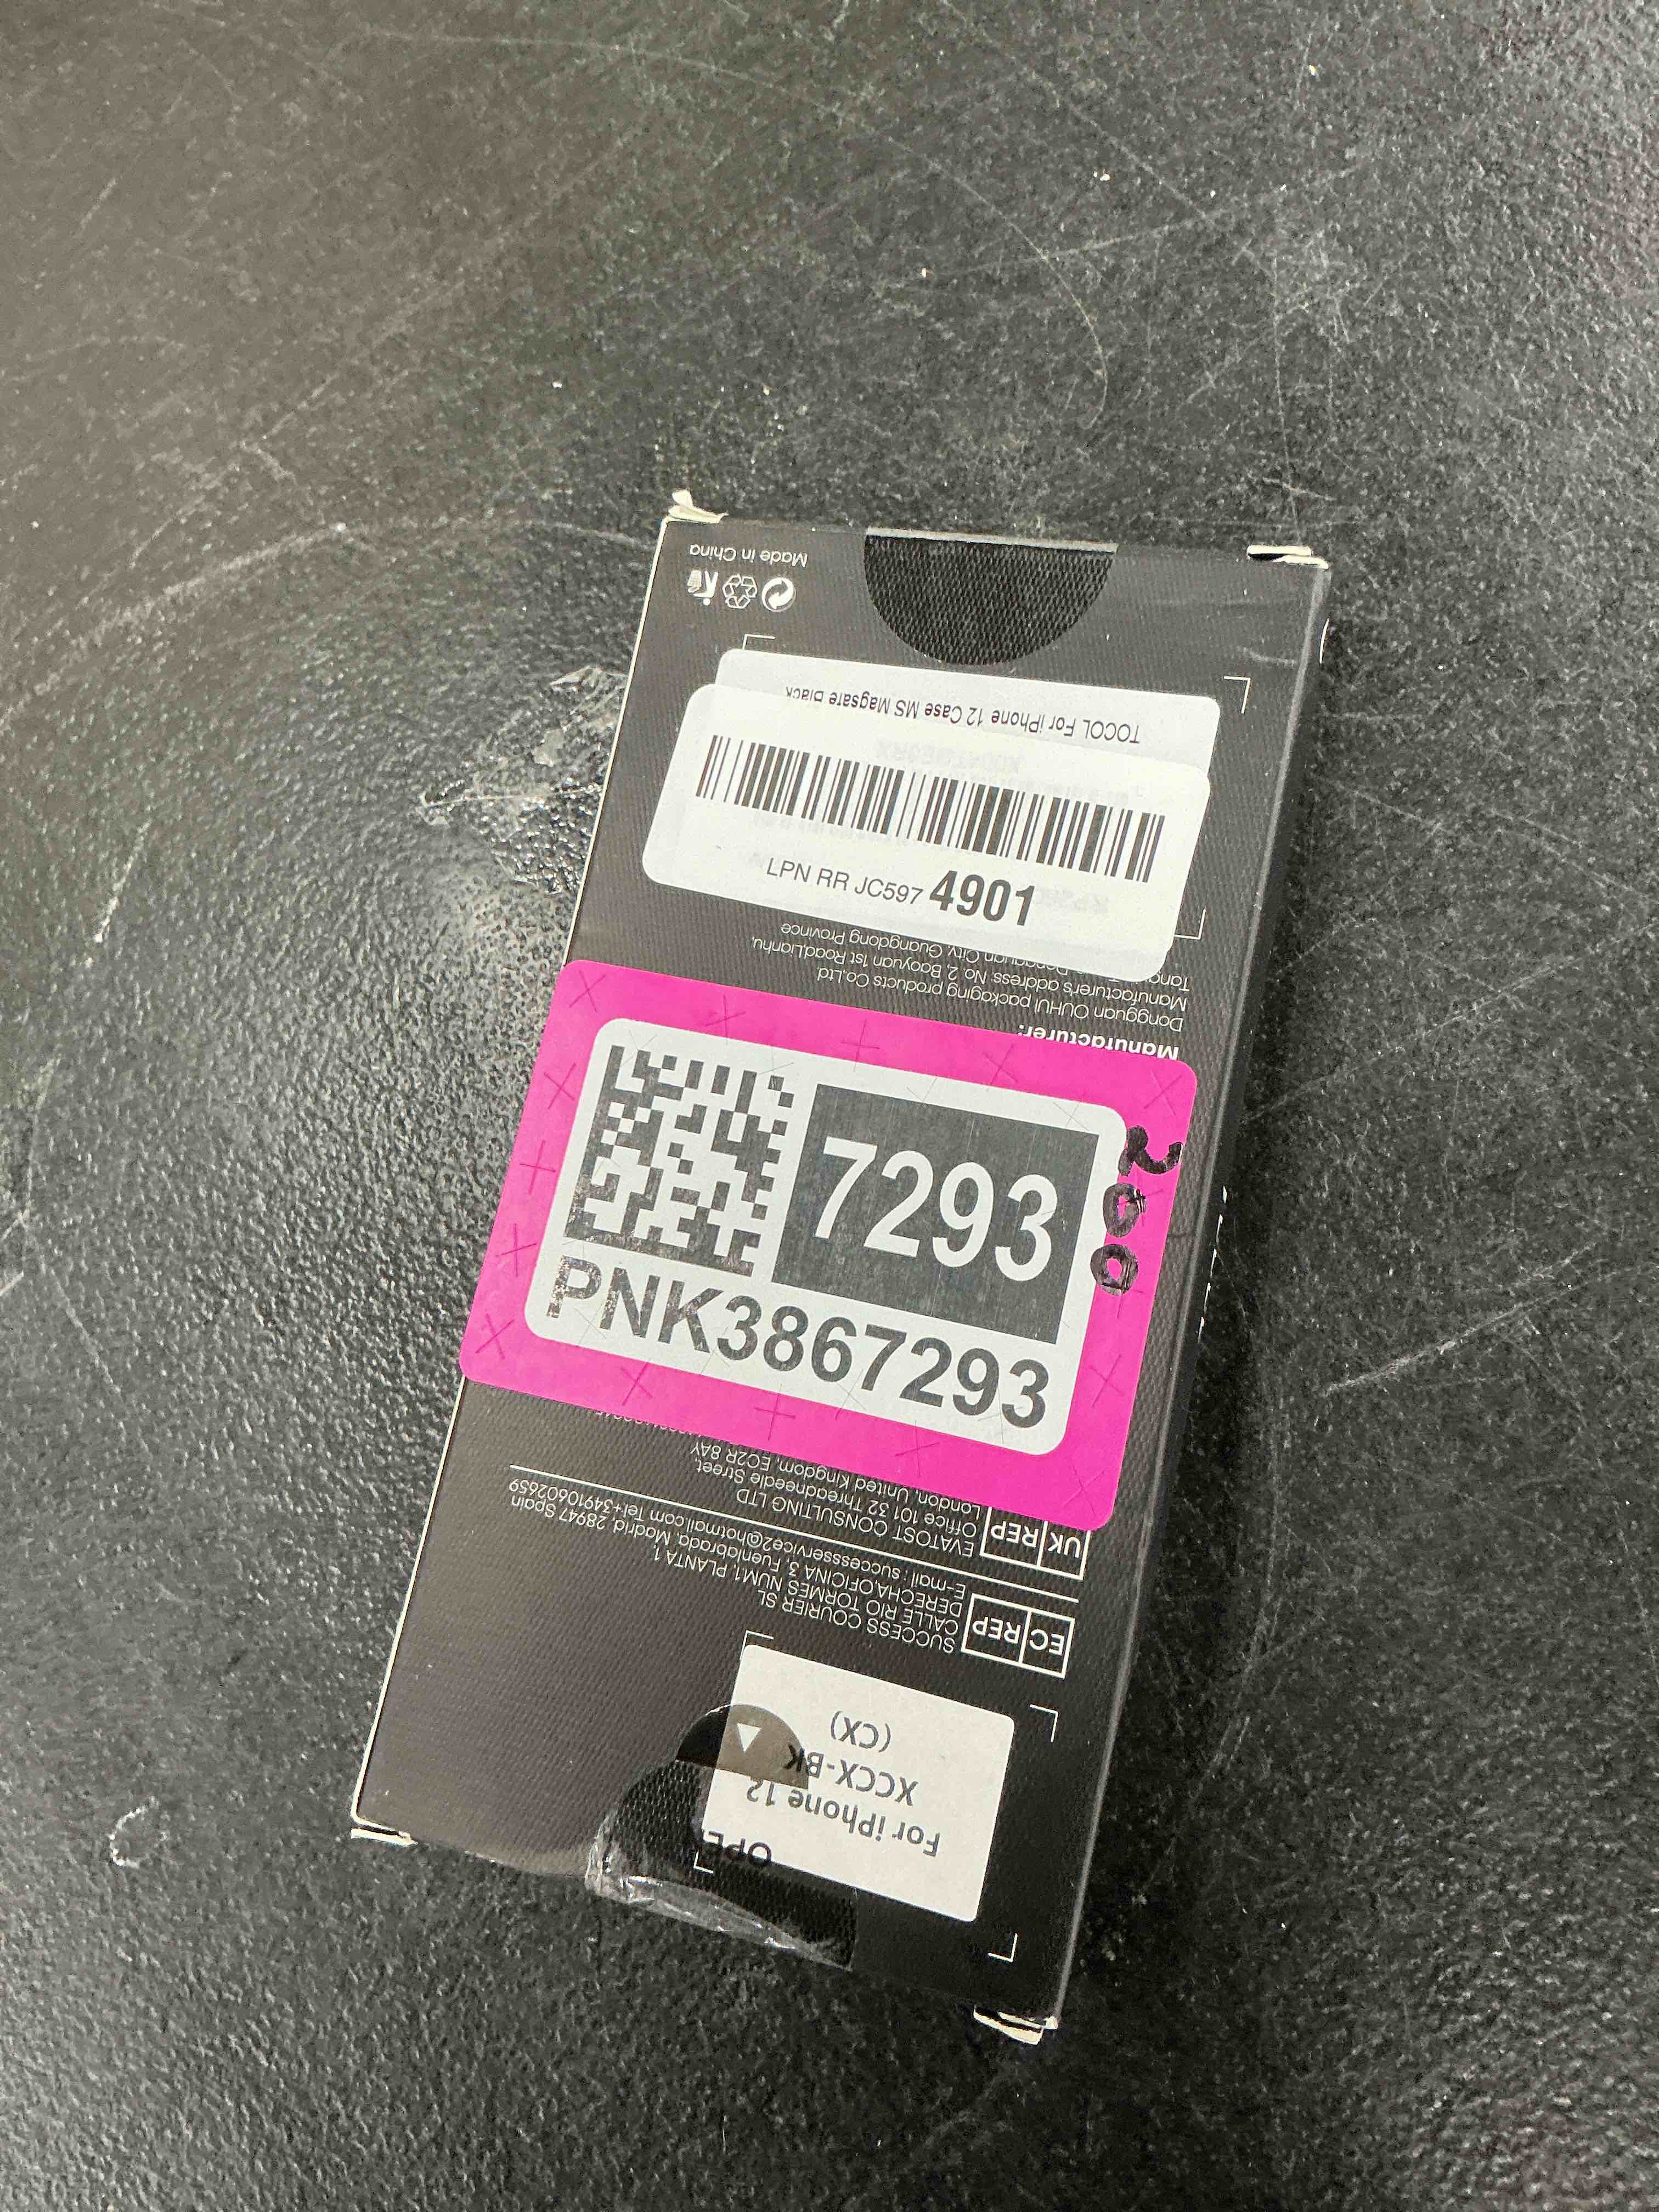 Made in China
TOCOL For iPhone 12 Case MS Magsafe Black
LPN RR JC597 4901
Manufacturer:
Dongguan OUHUI packaging products Co.,Ltd
Manufacturer's address: No.2, Baoyuan 1st Road,Lianhu,
Dongguan City, Guangdong Province
7293
PNK3867293
200
UK REP
EVATOST CONSULTING LTD
Office 101 32 Threadneedle Street,
London, United Kingdom, EC2R 8AY
EC REP
SUCCESS COURIER SL
CALLE RIO TORMES NUM1, PLANTA 1,
DERECHA,OFICINA 3, Fuenlabrada, Madrid, 28947 Spain
E-mail: successservice2@hotmail.com Tel:+34910602659
For iPhone 12
XCCX-BK
(CX)